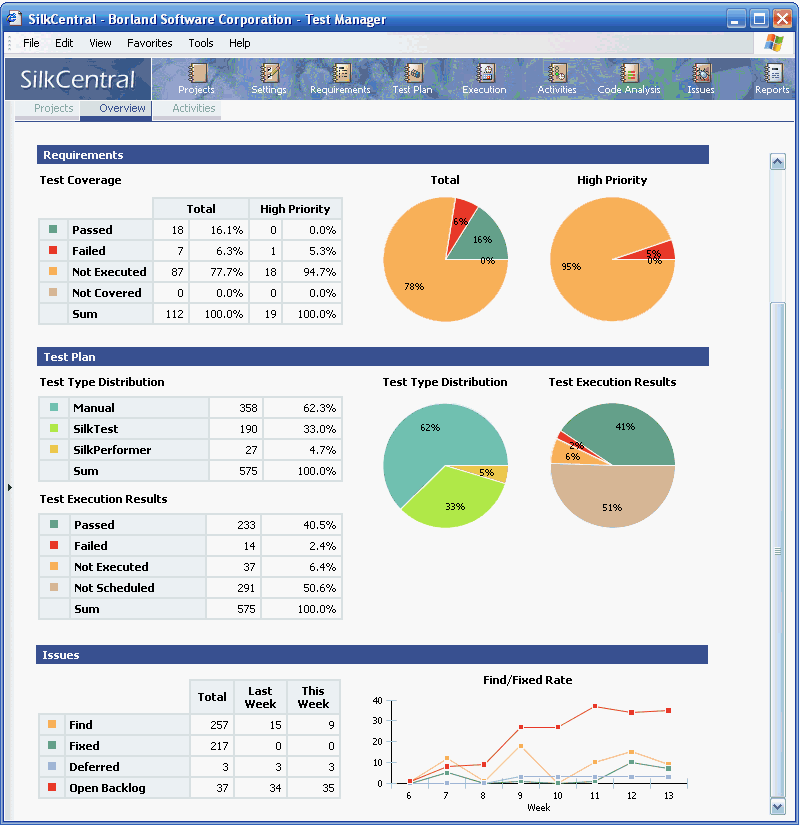 SilkCentral - Borland Software Corporation - Test Manager
File Edit View Favorites Tools Help
SilkCentral
Projects Settings Requirements Test Plan Execution Activities Code Analysis Issues Reports
Projects Overview Activities
Requirements
Test Coverage
Total High Priority
Passed 18 16.1% 0 0.0%
Failed 7 6.3% 1 5.3%
Not Executed 87 77.7% 18 94.7%
Not Covered 0 0.0% 0 0.0%
Sum 112 100.0% 19 100.0%
Total
6%
16%
0%
78%
High Priority
5%
0%
95%
Test Plan
Test Type Distribution
Manual 358 62.3%
SilkTest 190 33.0%
SilkPerformer 27 4.7%
Sum 575 100.0%
Test Execution Results
Passed 233 40.5%
Failed 14 2.4%
Not Executed 37 6.4%
Not Scheduled 291 50.6%
Sum 575 100.0%
Test Type Distribution
62%
5%
33%
Test Execution Results
41%
2%
6%
51%
Issues
Total Last Week This Week
Find 257 15 9
Fixed 217 0 0
Deferred 3 3 3
Open Backlog 37 34 35
Find/Fixed Rate
40
30
20
10
0
6 7 8 9 10 11 12 13
Week